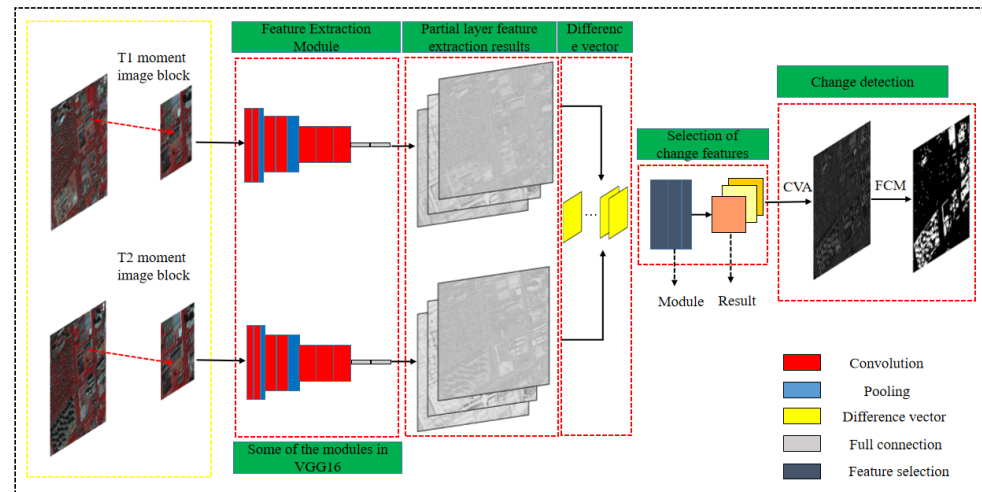 Feature Extraction
Module
Partial layer feature
extraction results
Differenc
e vector
T1 moment
image block
Change detection
Selection of
change features
CVA
FCM
T2 moment
image block
Module
Result
Convolution
Pooling
Difference vector
Full connection
Feature selection
Some of the modules in
VGG16